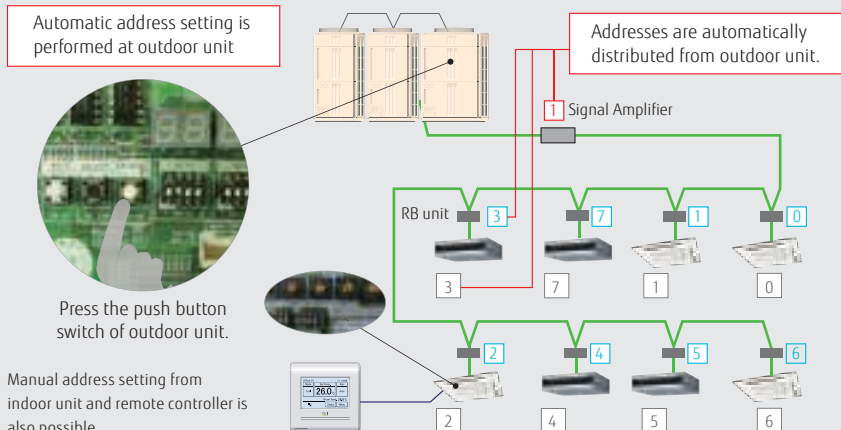 Automatic address setting is
performed at outdoor unit
Addresses are automatically
distributed from outdoor unit.
1 Signal Amplifier
RB unit
3
7
1
0
3
7
1
0
Press the push button
switch of outdoor unit.
2
4
5
6
Manual address setting from
indoor unit and remote controller is
also possible
26.0
2
4
5
6